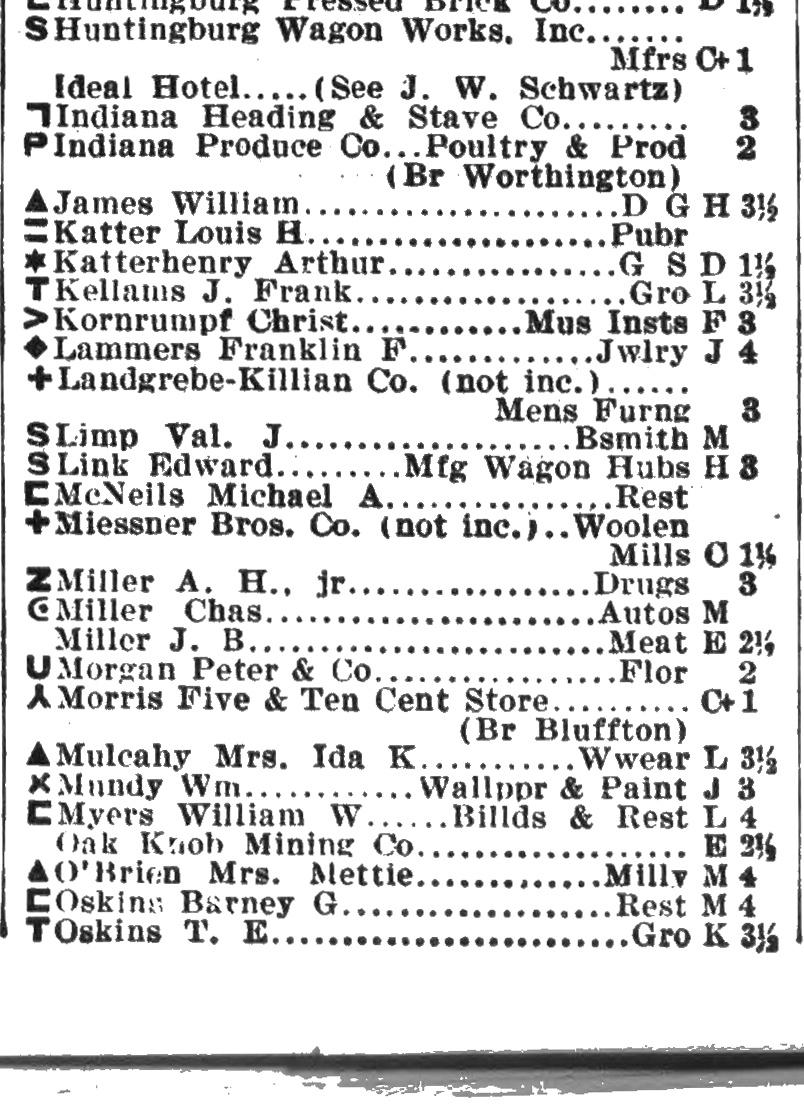 Huntingburg Pressed Brick Co........ D 1½
S Huntingburg Wagon Works, Inc.......
Mfrs C+ 1
Ideal Hotel.....(See J. W. Schwartz)
Indiana Heading & Stave Co......... 3
P Indiana Produce Co...Poultry & Prod 2
(Br Worthington)
▲ James William......................D G H 3½
= Katter Louis H.....................Pubr
✶ Katterhenry Arthur................G S D 1½
T Kellams J. Frank...................Gro L 3½
> Kornrumpf Christ............Mus Insts F 3
◆ Lammers Franklin F.............Jwlry J 4
+ Landgrebe-Killian Co. (not inc.)......
Mens Furng 3
S Limp Val. J....................Bsmith M
S Link Edward.........Mfg Wagon Hubs H 3
⊏ McNeils Michael A................Rest
+ Miessner Bros. Co. (not inc.)..Woolen
Mills C 1½
Z Miller A. H., jr.................Drugs 3
Miller Chas.......................Autos M
Miller J. B.........................Meat E 2½
U Morgan Peter & Co.................Flor 2
⅄ Morris Five & Ten Cent Store.......... C+ 1
(Br Bluffton)
▲ Mulcahy Mrs. Ida K...........Wwear L 3½
× Mundy Wm............Wallppr & Paint J 3
⊏ Myers William W......Billds & Rest L 4
Oak Knob Mining Co................... E 2½
▲ O'Brien Mrs. Mettie.............Milly M 4
⊏ Oskins Barney G...................Rest M 4
T Oskins T. E.........................Gro K 3½